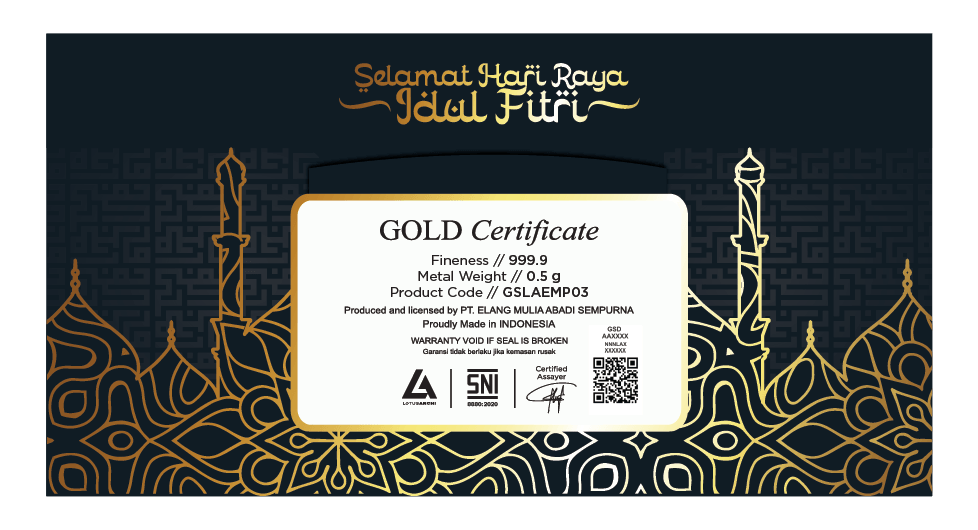 Selamat Hari Raya
Idul Fitri
GOLD Certificate
Fineness // 999.9
Metal Weight // 0.5 g
Product Code // GSLAEMP03
Produced and licensed by PT. ELANG MULIA ABADI SEMPURNA
Proudly Made in INDONESIA
WARRANTY VOID IF SEAL IS BROKEN
Garansi tidak berlaku jika kemasan rusak
GSD
AAXXXX
NNNLAX
XXXXXX
LOTUSARCHI
SNI
8880:2020
Certified
Assayer